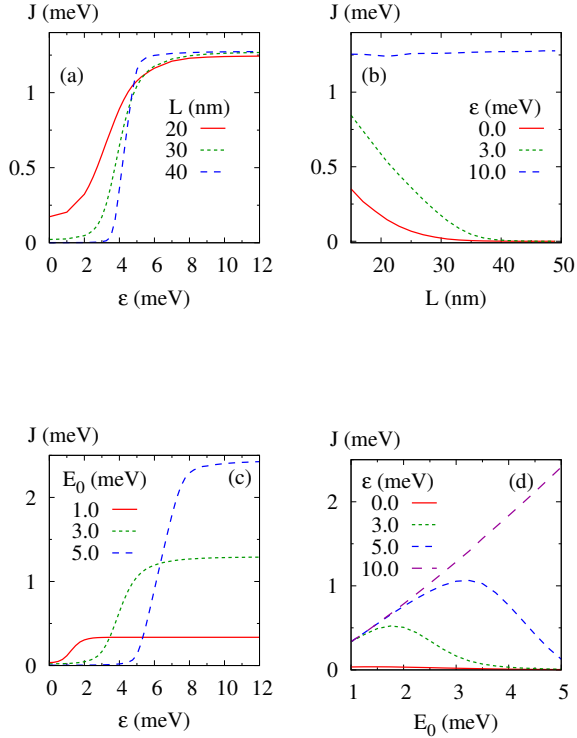 J (meV)
(a)
L (nm)
20
30
40
1
0.5
0
0 2 4 6 8 10 12
ε (meV)
J (meV)
(b)
ε (meV)
0.0
3.0
10.0
1
0.5
0
20 30 40 50
L (nm)
J (meV)
(c)
E0 (meV)
1.0
3.0
5.0
2
1
0
0 2 4 6 8 10 12
ε (meV)
J (meV)
(d)
ε (meV)
0.0
3.0
5.0
10.0
2
1
0
1 2 3 4 5
E0 (meV)